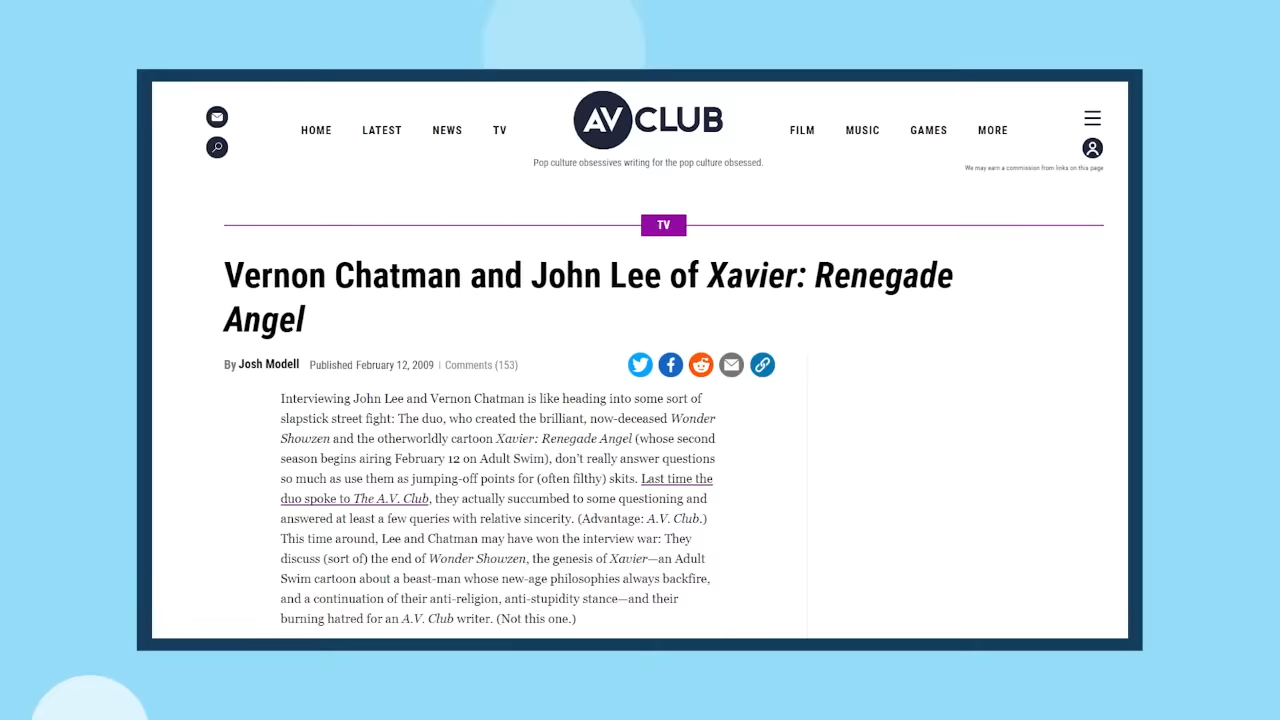 HOME LATEST NEWS TV AV CLUB FILM MUSIC GAMES MORE
Pop culture obsessives writing for the pop culture obsessed.
We may earn a commission from links on this page
TV
Vernon Chatman and John Lee of Xavier: Renegade
Angel
By Josh Modell Published February 12, 2009 | Comments (153)
Interviewing John Lee and Vernon Chatman is like heading into some sort of
slapstick street fight: The duo, who created the brilliant, now-deceased Wonder
Showzen and the otherworldly cartoon Xavier: Renegade Angel (whose second
season begins airing February 12 on Adult Swim), don't really answer questions
so much as use them as jumping-off points for (often filthy) skits. Last time the
duo spoke to The A.V. Club, they actually succumbed to some questioning and
answered at least a few queries with relative sincerity. (Advantage: A.V. Club.)
This time around, Lee and Chatman may have won the interview war: They
discuss (sort of) the end of Wonder Showzen, the genesis of Xavier—an Adult
Swim cartoon about a beast-man whose new-age philosophies always backfire,
and a continuation of their anti-religion, anti-stupidity stance—and their
burning hatred for an A.V. Club writer. (Not this one.)